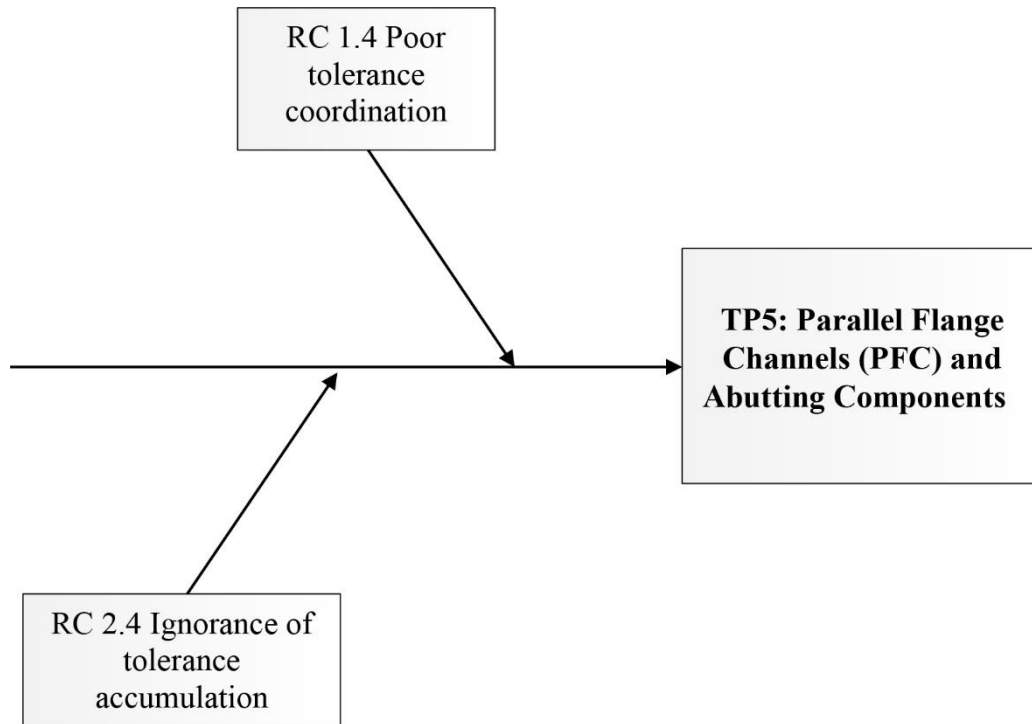 RC 1.4 Poor
tolerance
coordination
TP5: Parallel Flange
Channels (PFC) and
Abutting Components
RC 2.4 Ignorance of
tolerance
accumulation